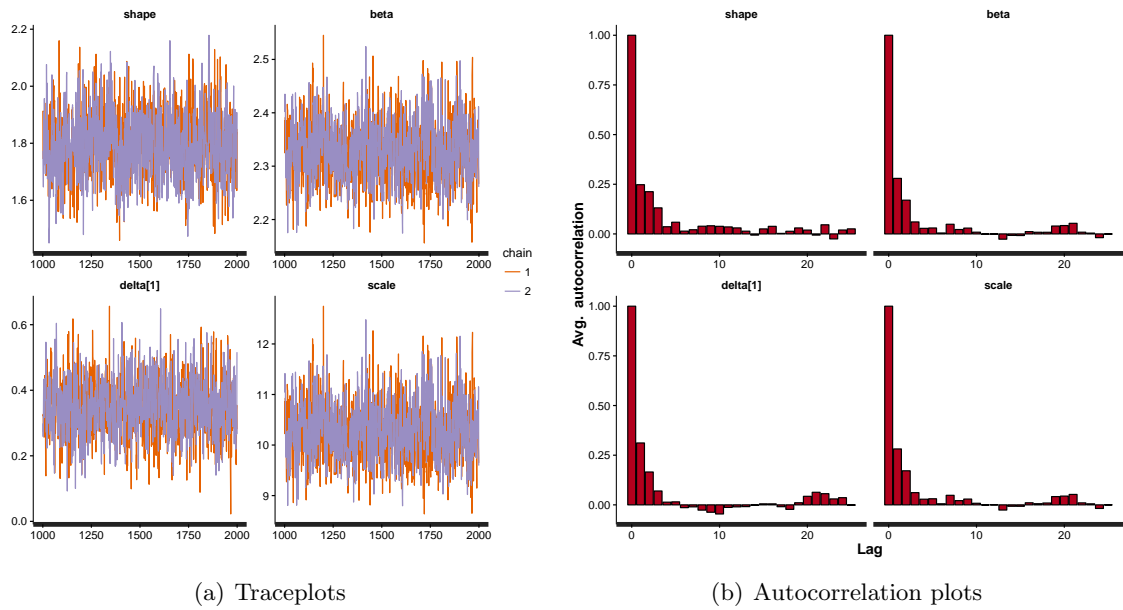 shape
beta
2.2
2.0
1.8
1.6
2.5
2.4
2.3
2.2
1000 1250 1500 1750 2000
1000 1250 1500 1750 2000
delta[1]
scale
0.6
0.4
0.2
0.0
12
11
10
9
1000 1250 1500 1750 2000
1000 1250 1500 1750 2000
chain
1
2
(a) Traceplots
shape
beta
Avg. autocorrelation
1.00
0.75
0.50
0.25
0.00
0 10 20
0 10 20
delta[1]
scale
1.00
0.75
0.50
0.25
0.00
0 10 20
0 10 20
Lag
(b) Autocorrelation plots